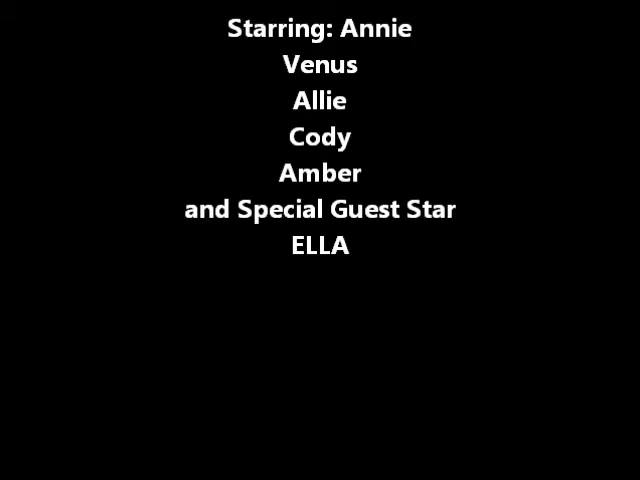 Starring: Annie
Venus
Allie
Cody
Amber
and Special Guest Star
ELLA